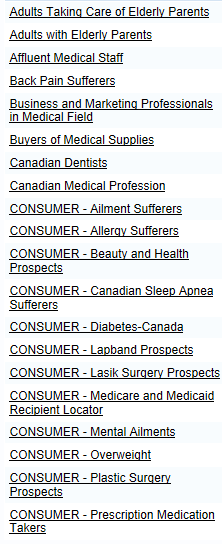 Adults Taking Care of Elderly Parents
Adults with Elderly Parents
Affluent Medical Staff
Back Pain Sufferers
Business and Marketing Professionals
in Medical Field
Buyers of Medical Supplies
Canadian Dentists
Canadian Medical Profession
CONSUMER - Ailment Sufferers
CONSUMER - Allergy Sufferers
CONSUMER - Beauty and Health
Prospects
CONSUMER - Canadian Sleep Apnea
Sufferers
CONSUMER - Diabetes-Canada
CONSUMER - Lapband Prospects
CONSUMER - Lasik Surgery Prospects
CONSUMER - Medicare and Medicaid
Recipient Locator
CONSUMER - Mental Ailments
CONSUMER - Overweight
CONSUMER - Plastic Surgery
Prospects
CONSUMER - Prescription Medication
Takers